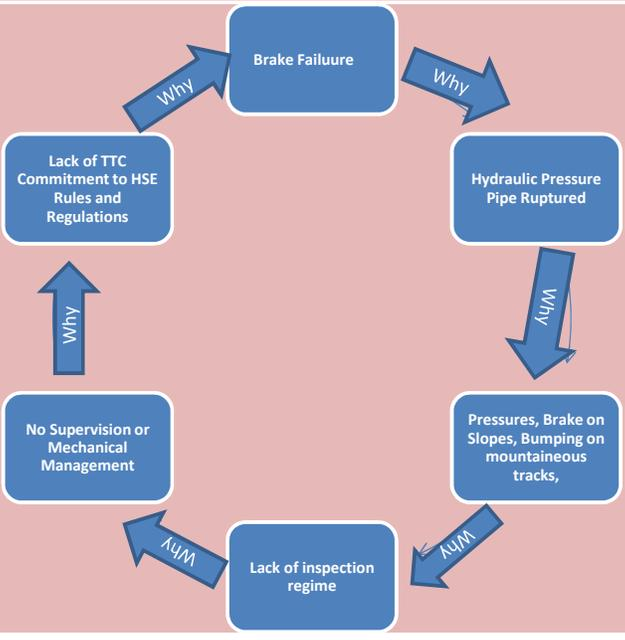 Brake Failuure
Why
Hydraulic Pressure
Pipe Ruptured
Why
Pressures, Brake on
Slopes, Bumping on
mountaineous
tracks,
Why
Lack of inspection
regime
Why
No Supervision or
Mechanical
Management
Why
Lack of TTC
Commitment to HSE
Rules and
Regulations
Why